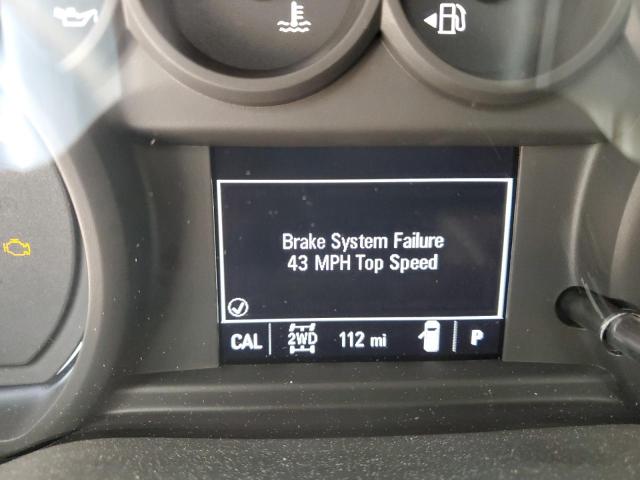 Brake System Failure
43 MPH Top Speed
CAL 2WD 112 mi P